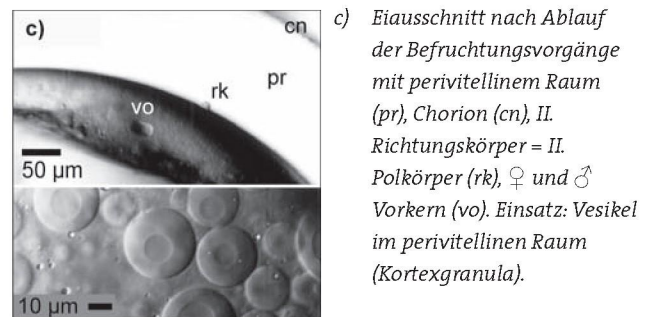 c)
cn
pr
rk
vo
50 µm
10 µm
c) Eiausschnitt nach Ablauf
der Befruchtungsvorgänge
mit perivitellinem Raum
(pr), Chorion (cn), II.
Richtungskörper = II.
Polkörper (rk), ♀ und ♂
Vorkern (vo). Einsatz: Vesikel
im perivitellinen Raum
(Kortexgranula).